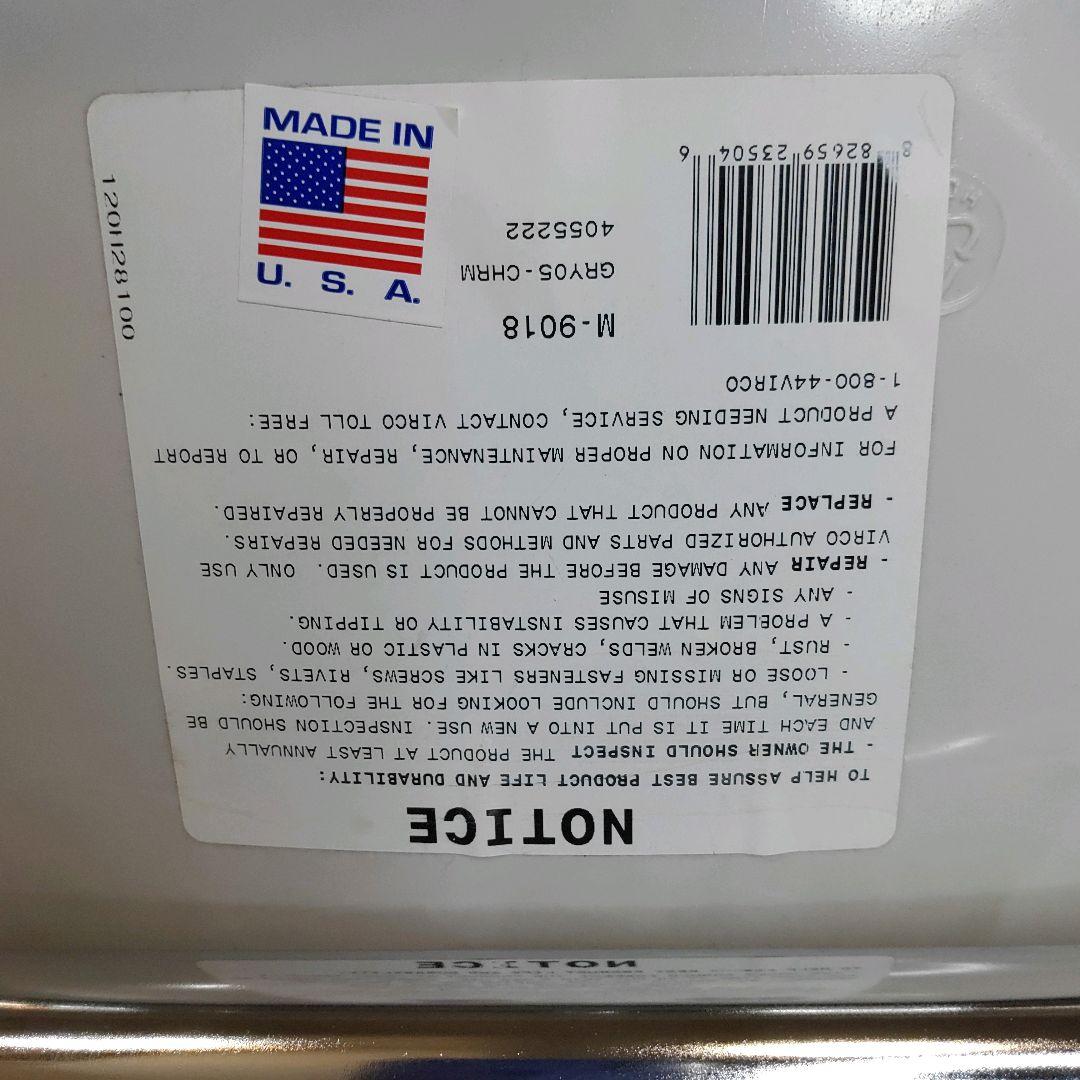 NOTICE
TO HELP ASSURE BEST PRODUCT LIFE AND DURABILITY:
- THE OWNER SHOULD INSPECT THE PRODUCT AT LEAST ANNUALLY
AND EACH TIME IT IS PUT INTO A NEW USE. INSPECTION SHOULD BE
GENERAL, BUT SHOULD INCLUDE LOOKING FOR THE FOLLOWING:
- LOOSE OR MISSING FASTENERS LIKE SCREWS, RIVETS, STAPLES.
- RUST, BROKEN WELDS, CRACKS IN PLASTIC OR WOOD.
- A PROBLEM THAT CAUSES INSTABILITY OR TIPPING.
- ANY SIGNS OF MISUSE
- REPAIR ANY DAMAGE BEFORE THE PRODUCT IS USED. ONLY USE
VIRCO AUTHORIZED PARTS AND METHODS FOR NEEDED REPAIRS.
- REPLACE ANY PRODUCT THAT CANNOT BE PROPERLY REPAIRED.
FOR INFORMATION ON PROPER MAINTENANCE, REPAIR, OR TO REPORT
A PRODUCT NEEDING SERVICE, CONTACT VIRCO TOLL FREE:
1-800-44VIRCO
M-9018
GRY05-CHRM
4055222
8 82659 23504 6
MADE IN
U. S. A.
120H28100
NOTICE